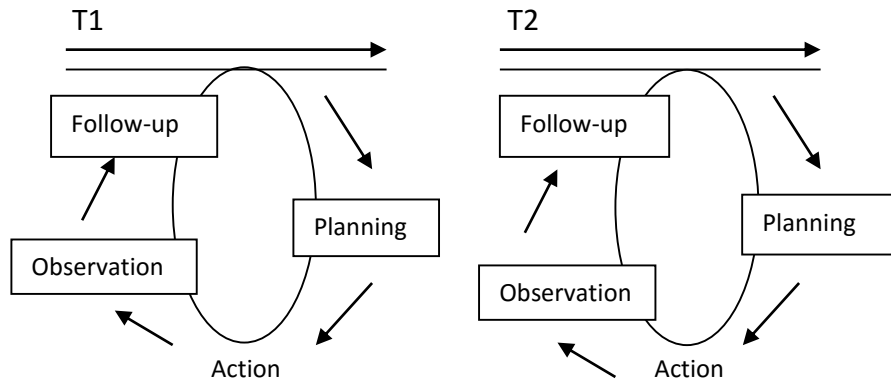 T1
Follow-up
Planning
Observation
Action
T2
Follow-up
Planning
Observation
Action